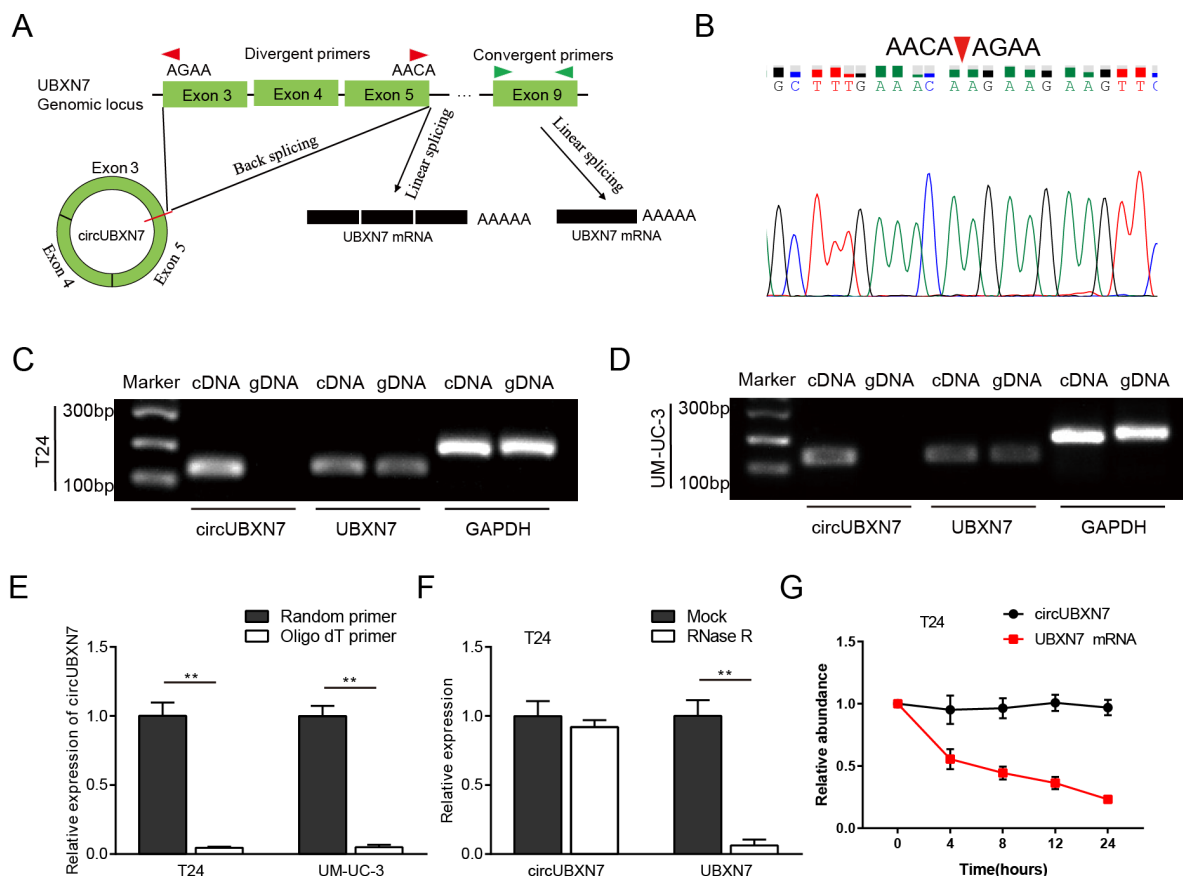 A
Divergent primers
Convergent primers
AGAA
AACA
UBXN7
Genomic locus
Exon 3
Exon 4
Exon 5
...
Exon 9
Back splicing
Linear splicing
Linear splicing
Exon 3
circUBXN7
Exon 4
Exon 5
AAAAA
UBXN7 mRNA
AAAAA
UBXN7 mRNA
B
AACA AGAA
G C T T T G A A A C A A G A A G A A G T T C
C
Marker cDNA gDNA cDNA gDNA cDNA gDNA
300bp
T24
100bp
circUBXN7 UBXN7 GAPDH
D
Marker cDNA gDNA cDNA gDNA cDNA gDNA
300bp
UM-UC-3
100bp
circUBXN7 UBXN7 GAPDH
E
Random primer
Oligo dT primer
Relative expression of circUBXN7
1.5
1.0
0.5
0.0
**
**
T24 UM-UC-3
F
Mock
RNase R
T24
Relative expression
1.5
1.0
0.5
0.0
**
circUBXN7 UBXN7
G
T24
circUBXN7
UBXN7 mRNA
Relative abundance
1.5
1.0
0.5
0.0
0 4 8 12 24
Time(hours)